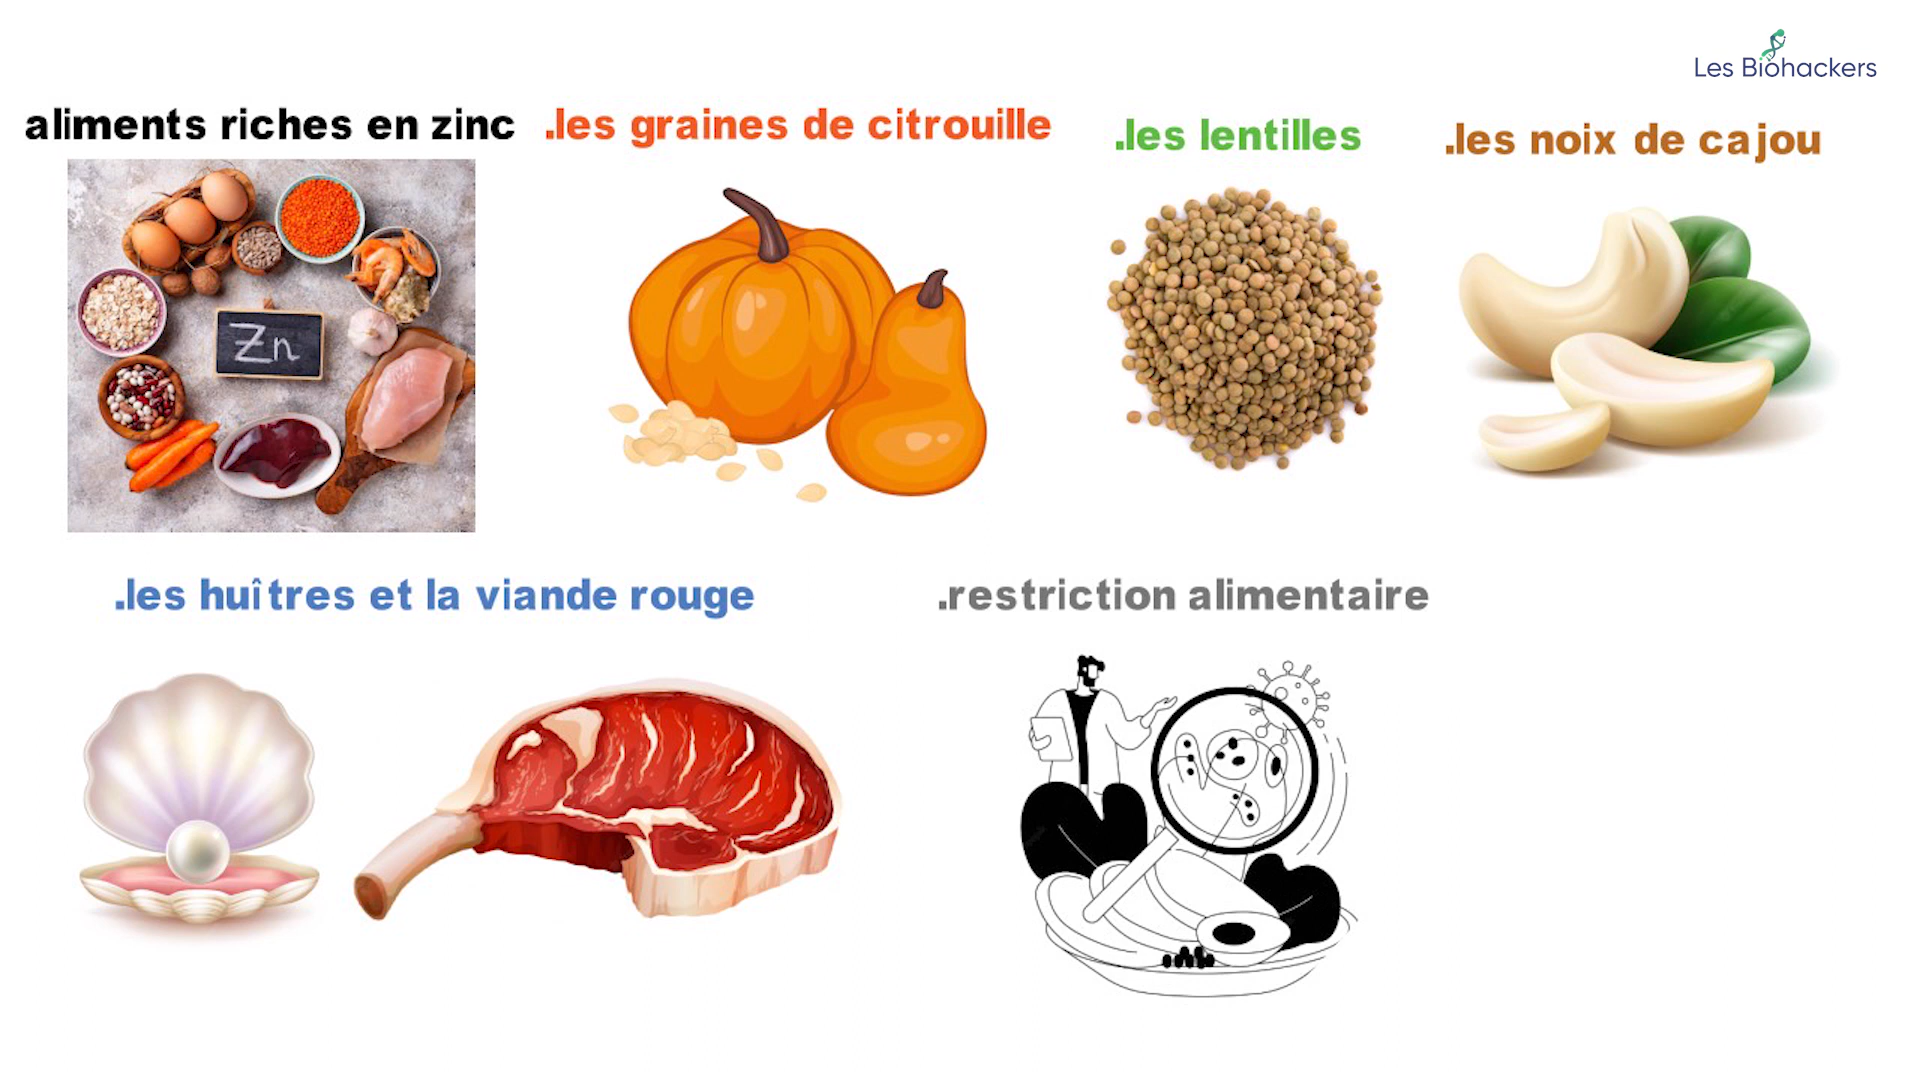 Les Biohackers
aliments riches en zinc
.les graines de citrouille
.les lentilles
.les noix de cajou
Zn
.les huîtres et la viande rouge
.restriction alimentaire